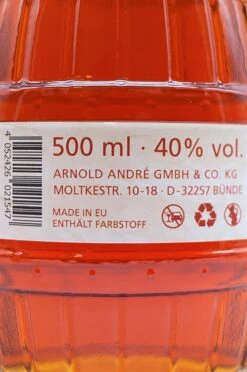 500 ml · 40% vol.
ARNOLD ANDRÉ GMBH & CO. KG
MOLTKESTR. 10-18 · D-32257 BÜNDE
MADE IN EU
ENTHÄLT FARBSTOFF
4 052426 021547